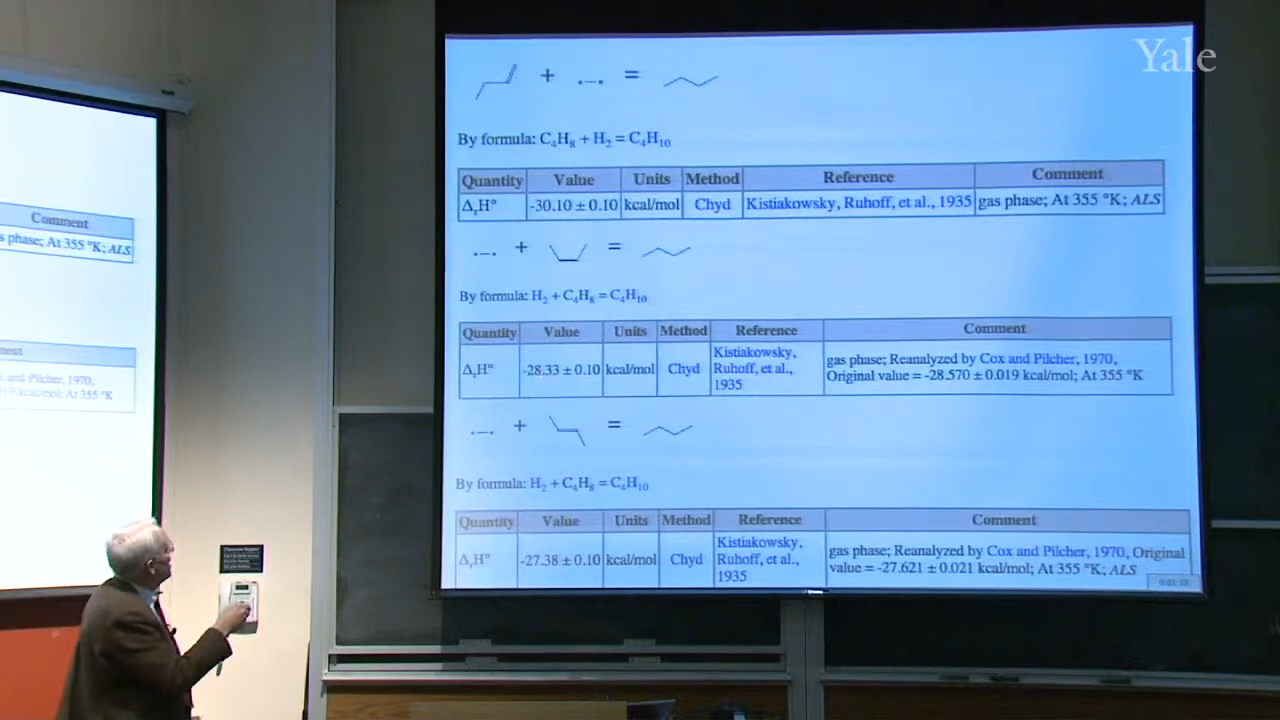 Yale
+ = 
By formula: C₄H₈ + H₂ = C₄H₁₀
Quantity Value Units Method Reference Comment
ΔᵣH° -30.10 ± 0.10 kcal/mol Chyd Kistiakowsky, Ruhoff, et al., 1935 gas phase; At 355 °K; ALS
+ =
By formula: H₂ + C₄H₈ = C₄H₁₀
Quantity Value Units Method Reference Comment
ΔᵣH° -28.33 ± 0.10 kcal/mol Chyd Kistiakowsky, Ruhoff, et al., 1935 gas phase; Reanalyzed by Cox and Pilcher, 1970, Original value = -28.570 ± 0.019 kcal/mol; At 355 °K
+ =
By formula: H₂ + C₄H₈ = C₄H₁₀
Quantity Value Units Method Reference Comment
ΔᵣH° -27.38 ± 0.10 kcal/mol Chyd Kistiakowsky, Ruhoff, et al., 1935 gas phase; Reanalyzed by Cox and Pilcher, 1970, Original value = -27.621 ± 0.021 kcal/mol; At 355 °K; ALS
Comment
s phase; At 355 °K; ALS
ment
x and Pilcher, 1970,
19 kcal/mol; At 355 °K